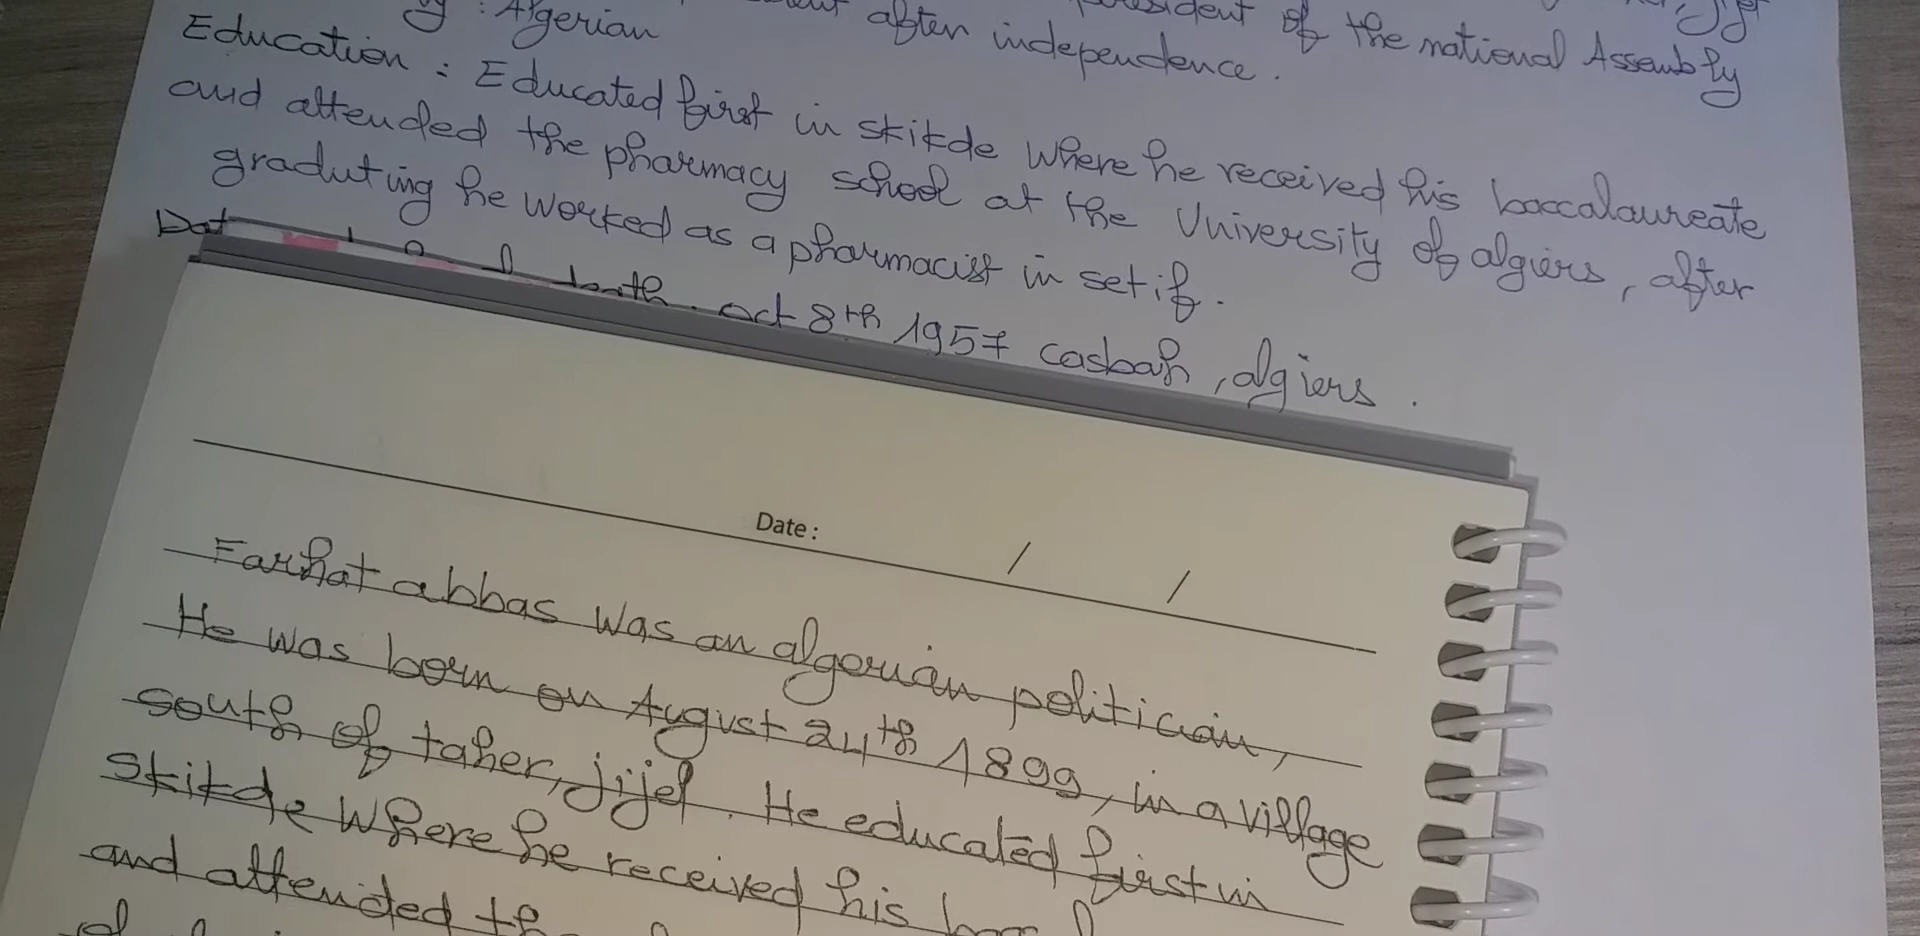 Algerian after independence. president of the national Assembly
Education : Educated first in skikde where he received his baccalaureate
and attended the pharmacy school at the University of algiers, after
graduting he worked as a pharmacist in setif.
death oct 8th 1957 casbah, algiers.
Date: / /
Farhat abbas was an algerian politician,
He was born on August 24th 1899, in a village
south of taher, jijel. He educated first in
skikde where he received his
and attended